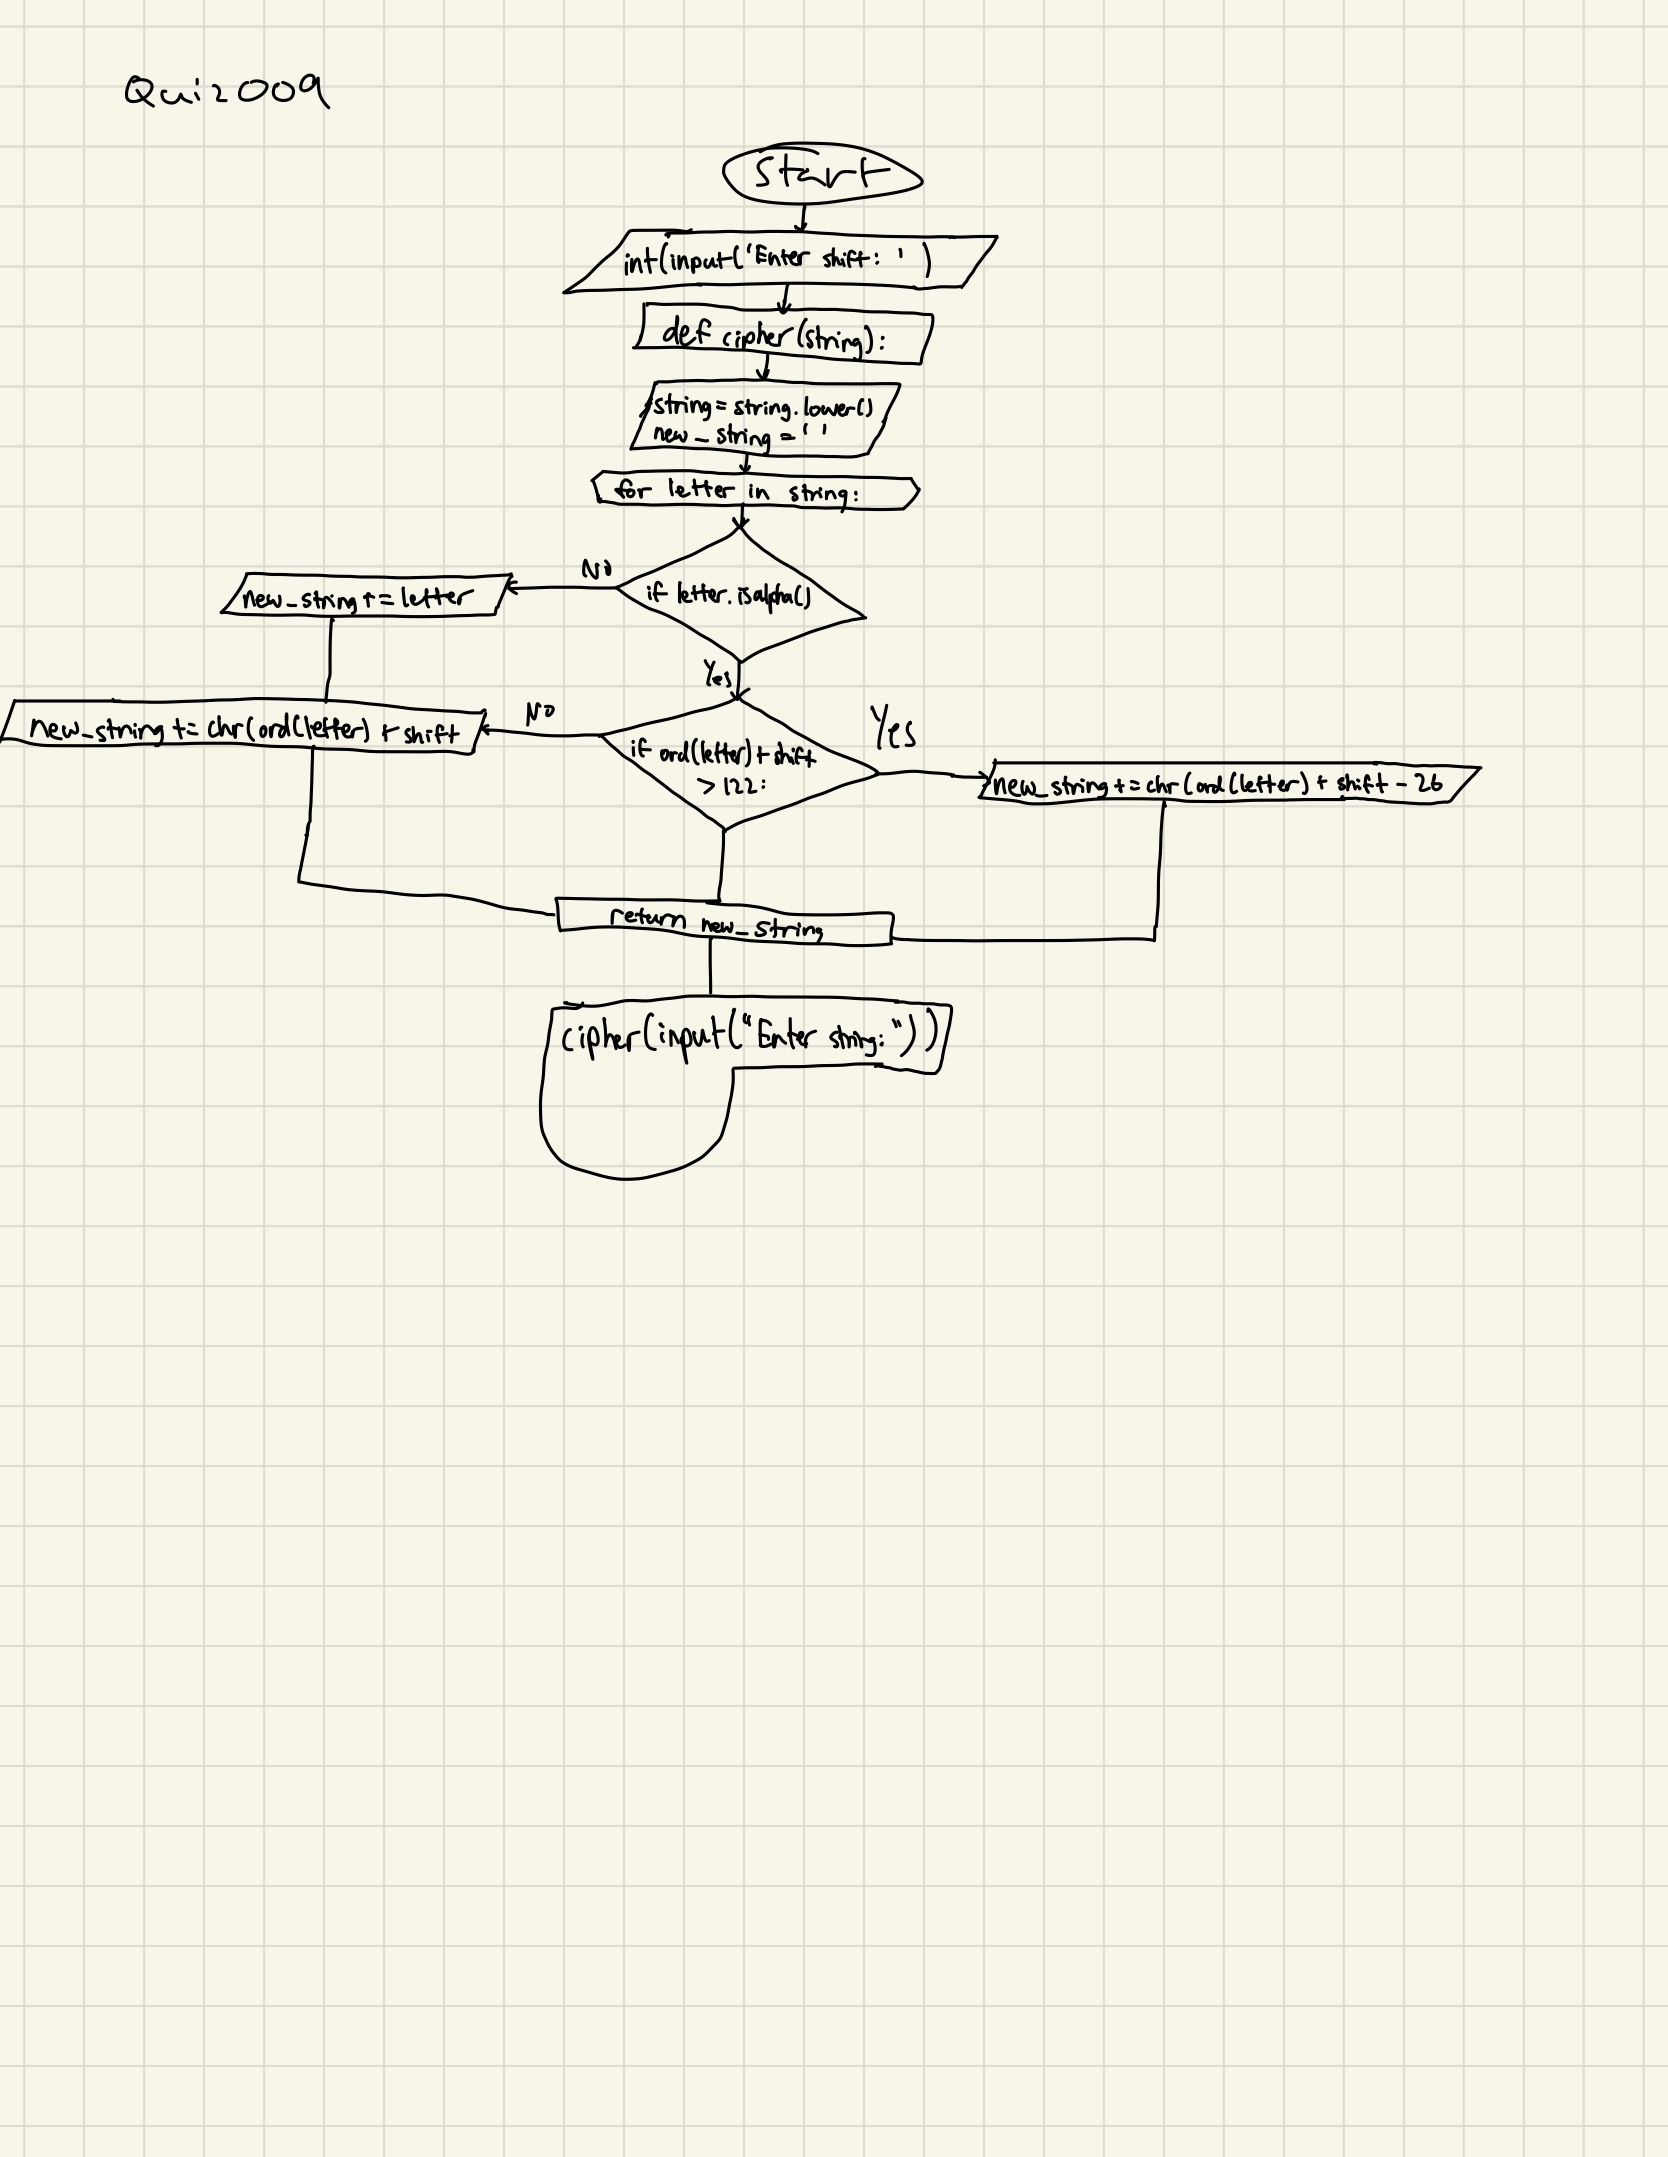 Quiz009
Start
int(input('Enter shift: ')
def cipher(string):
string = string.lower()
new_string = ' '
for letter in string:
if letter.isalpha()
No
new_string += letter
Yes
if ord(letter) + shift
> 122:
No
new_string += chr(ord(letter) + shift
Yes
new_string += chr(ord(letter) + shift - 26
return new_string
cipher(input("Enter string:"))